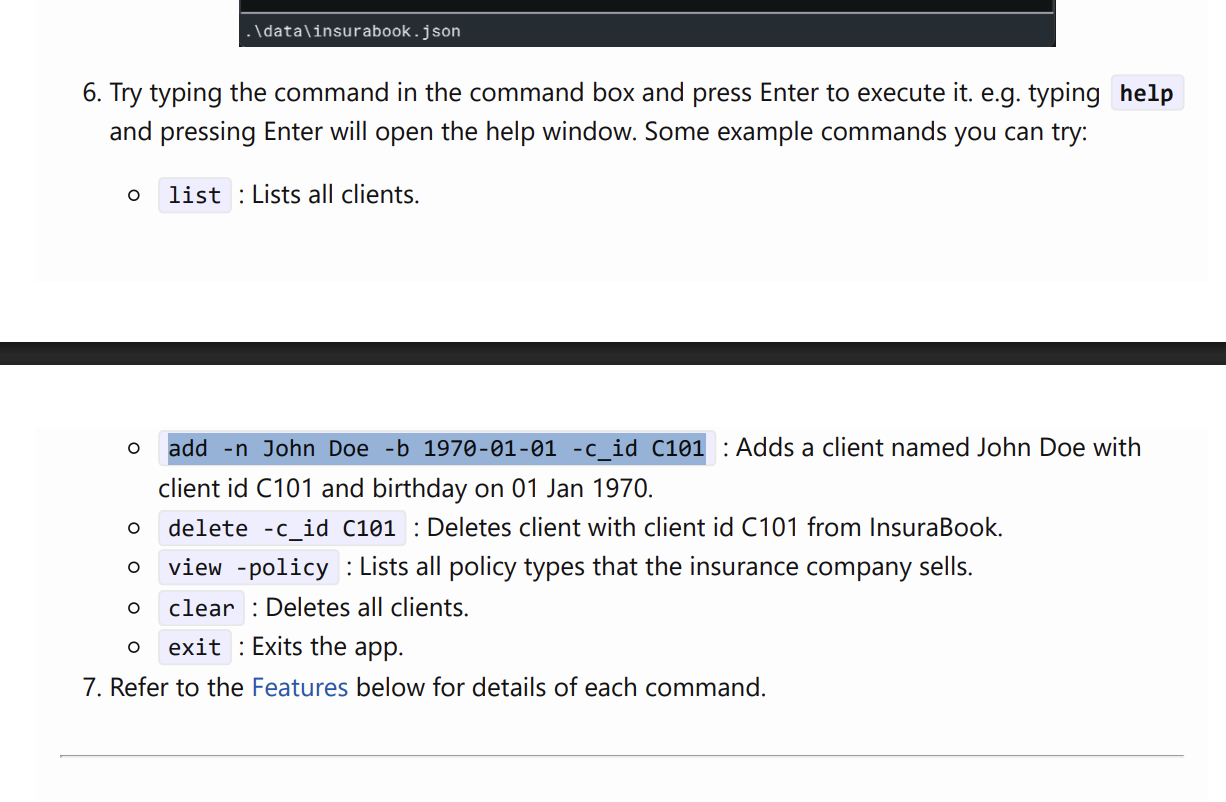 .\data\insurabook.json
6. Try typing the command in the command box and press Enter to execute it. e.g. typing help
and pressing Enter will open the help window. Some example commands you can try:
list : Lists all clients.
add -n John Doe -b 1970-01-01 -c_id C101 : Adds a client named John Doe with
client id C101 and birthday on 01 Jan 1970.
delete -c_id C101 : Deletes client with client id C101 from InsuraBook.
view -policy : Lists all policy types that the insurance company sells.
clear : Deletes all clients.
exit : Exits the app.
7. Refer to the Features below for details of each command.